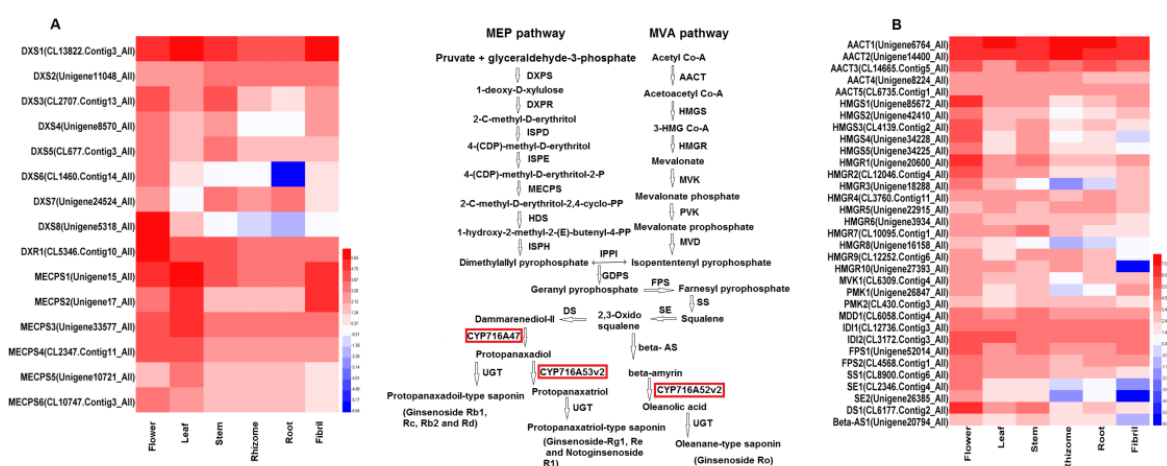 A
DXS1(CL13822.Contig3_All)
DXS2(Unigene11048_All)
DXS3(CL2707.Contig13_All)
DXS4(Unigene8570_All)
DXS5(CL677.Contig3_All)
DXS6(CL1460.Contig14_All)
DXS7(Unigene24524_All)
DXS8(Unigene5318_All)
DXR1(CL5346.Contig10_All)
MECPS1(Unigene15_All)
MECPS2(Unigene17_All)
MECPS3(Unigene33577_All)
MECPS4(CL2347.Contig11_All)
MECPS5(Unigene10721_All)
MECPS6(CL10747.Contig3_All)
Flower
Leaf
Stem
Rhizome
Root
Fibril
MEP pathway
Pruvate + glyceraldehyde-3-phosphate
DXPS
1-deoxy-D-xylulose
DXPR
2-C-methyl-D-erythritol
ISPD
4-(CDP)-methyl-D-erythritol
ISPE
4-(CDP)-methyl-D-erythritol-2-P
MECPS
2-C-methyl-D-erythritol-2,4-cyclo-PP
HDS
1-hydroxy-2-methyl-2-(E)-butenyl-4-PP
ISPH
Dimethylallyl pyrophosphate
MVA pathway
Acetyl Co-A
AACT
Acetoacetyl Co-A
HMGS
3-HMG Co-A
HMGR
Mevalonate
MVK
Mevalonate phosphate
PVK
Mevalonate prophosphate
MVD
IPPI
Isopententenyl pyrophosphate
GDPS
Geranyl pyrophosphate
FPS
Farnesyl pyrophosphate
SS
Squalene
SE
2,3-Oxido
squalene
DS
Dammarenediol-II
CYP716A47
beta- AS
Protopanaxadiol
beta-amyrin
UGT
CYP716A53v2
CYP716A52v2
Protopanaxatriol
Oleanolic acid
Protopanaxadoil-type saponin
(Ginsenoside Rb1,
Rc, Rb2 and Rd)
UGT
UGT
Protopanaxatriol-type saponin
(Ginsenoside-Rg1, Re
and Notoginsenoside
R1)
Oleanane-type saponin
(Ginsenoside Ro)
B
AACT1(Unigene6764_All)
AACT2(Unigene14400_All)
AACT3(CL14665.Contig5_All)
AACT4(Unigene8224_All)
AACT5(CL6735.Contig1_All)
HMGS1(Unigene85672_All)
HMGS2(Unigene42410_All)
HMGS3(CL4139.Contig2_All)
HMGS4(Unigene34228_All)
HMGS5(Unigene34225_All)
HMGR1(Unigene20600_All)
HMGR2(CL12046.Contig4_All)
HMGR3(Unigene18288_All)
HMGR4(CL3760.Contig11_All)
HMGR5(Unigene22915_All)
HMGR6(Unigene3934_All)
HMGR7(CL10095.Contig1_All)
HMGR8(Unigene16158_All)
HMGR9(CL12252.Contig6_All)
HMGR10(Unigene27393_All)
MVK1(CL6309.Contig4_All)
PMK1(Unigene26847_All)
PMK2(CL430.Contig3_All)
MDD1(CL6058.Contig4_All)
IDI1(CL12736.Contig3_All)
IDI2(CL3172.Contig3_All)
FPS1(Unigene52014_All)
FPS2(CL4568.Contig1_All)
SS1(CL8900.Contig6_All)
SE1(CL2346.Contig4_All)
SE2(Unigene26385_All)
DS1(CL6177.Contig2_All)
Beta-AS1(Unigene20794_All)
Flower
Leaf
Stem
Rhizome
Root
Fibril